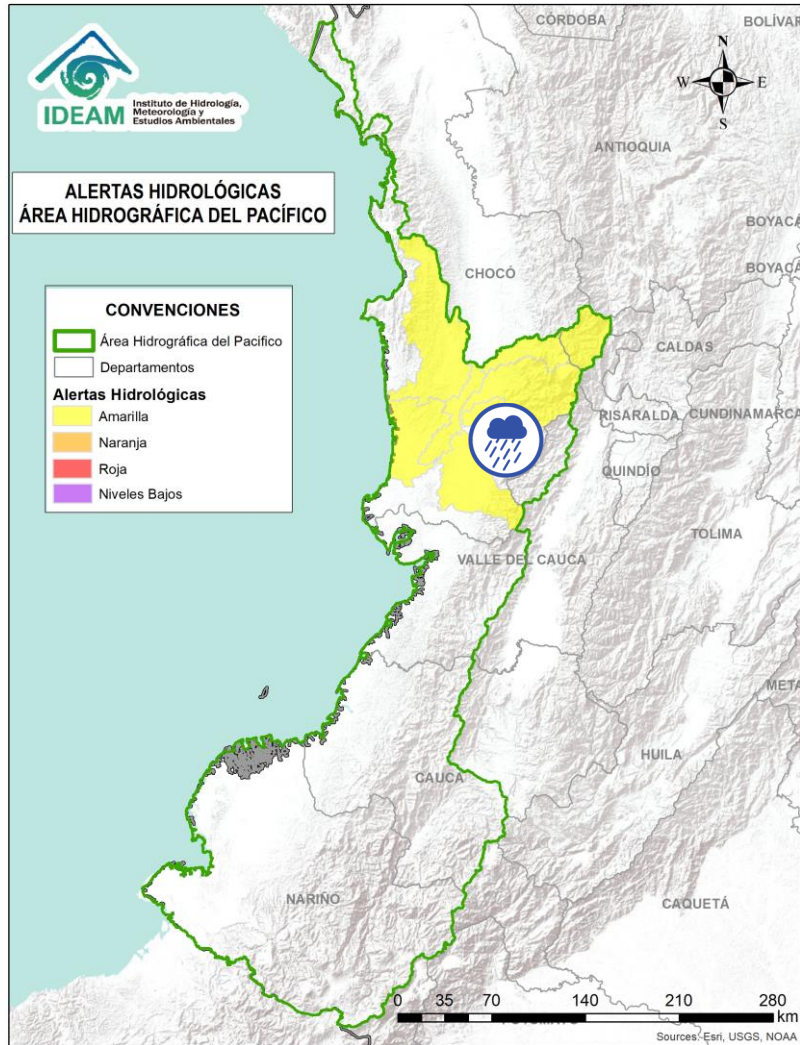 IDEAM
Instituto de Hidrología,
Meteorología y
Estudios Ambientales
ALERTAS HIDROLÓGICAS
ÁREA HIDROGRÁFICA DEL PACÍFICO
CONVENCIONES
Área Hidrográfica del Pacifico
Departamentos
Alertas Hidrológicas
Amarilla
Naranja
Roja
Niveles Bajos
CÓRDOBA
BOLÍVAR
N
W
E
S
ANTIOQUIA
BOYACÁ
BOYACÁ
CHOCÓ
CALDAS
RISARALDA
CUNDINAMARCA
QUINDÍO
TOLIMA
VALLE DEL CAUCA
META
HUILA
CAUCA
NARIÑO
CAQUETÁ
0 35 70 140 210 280
km
Sources: Esri, USGS, NOAA